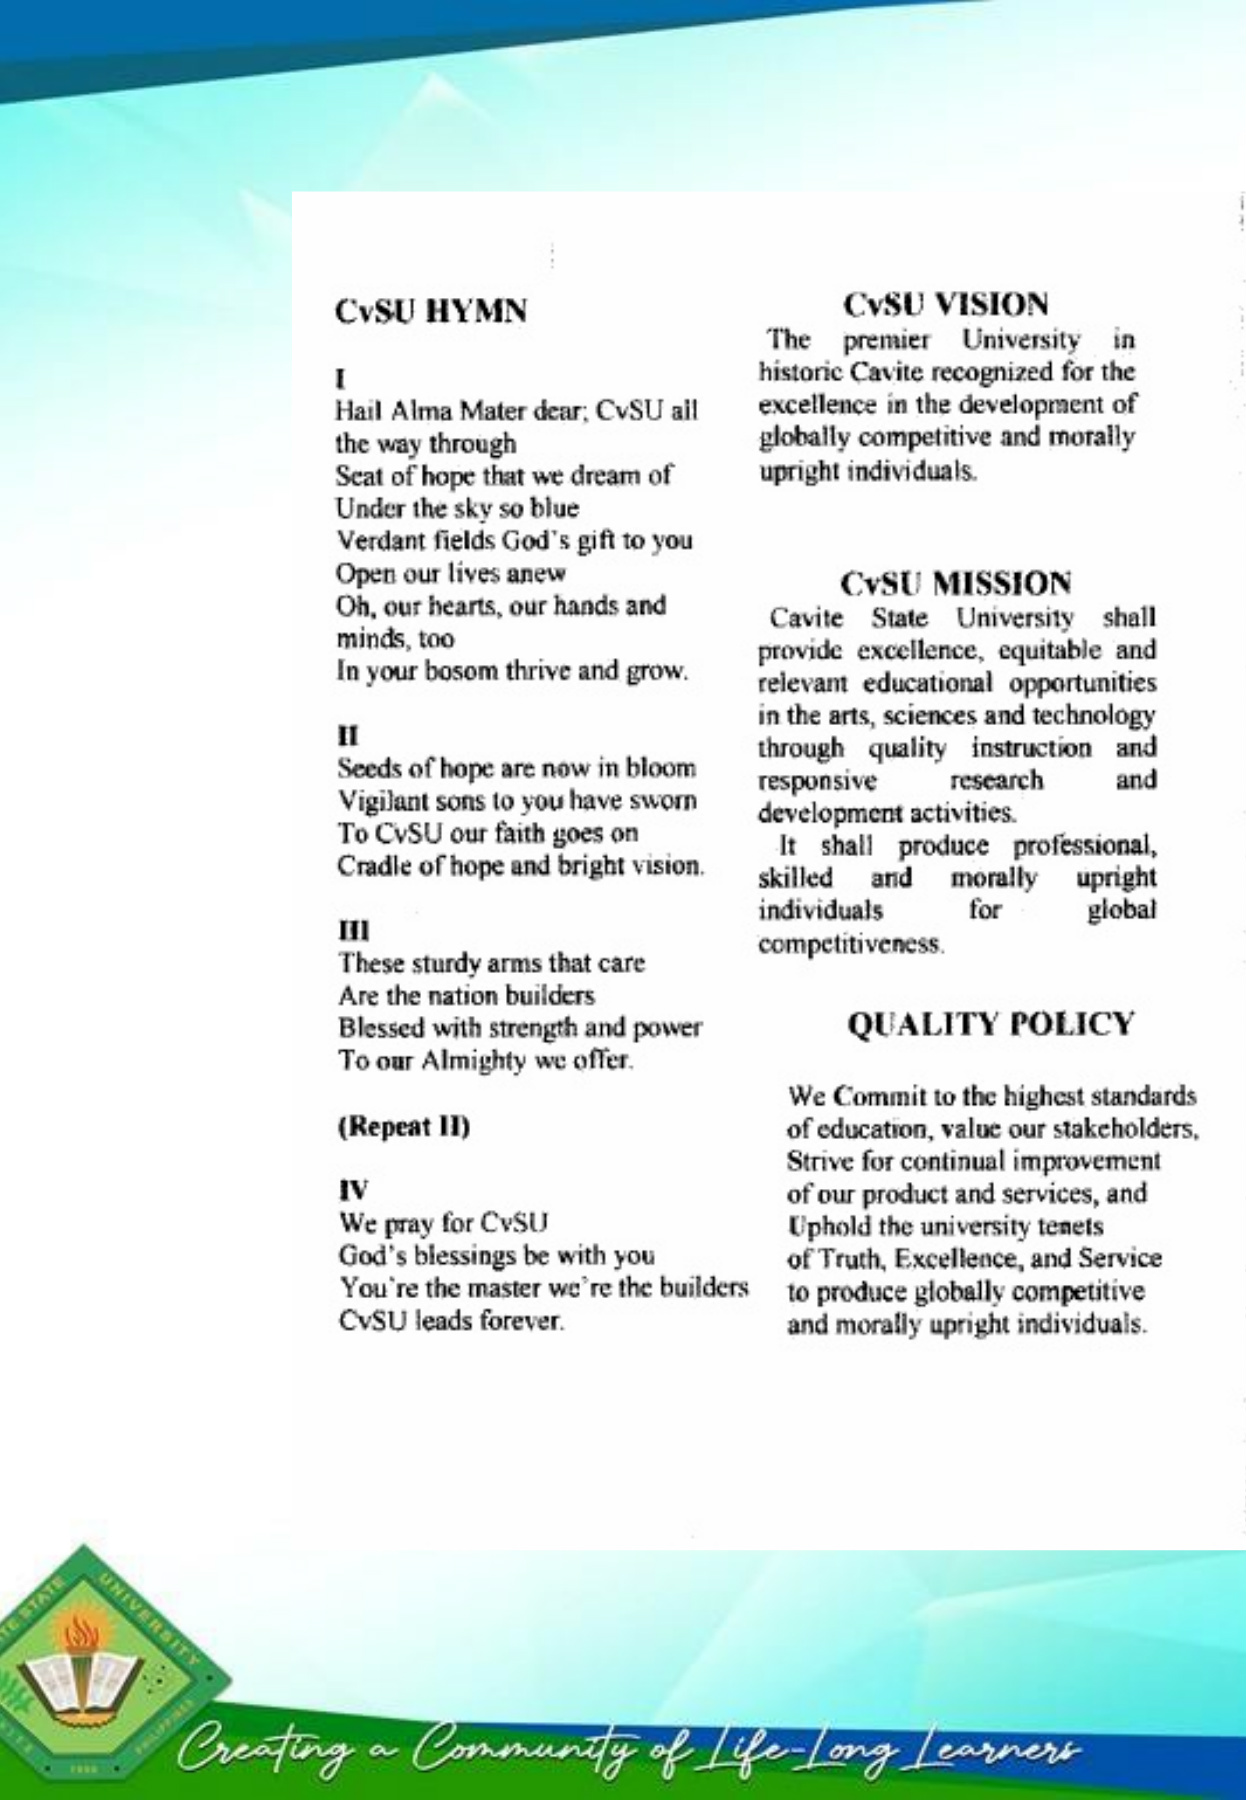 CvSU HYMN
I
Hail Alma Mater dear; CvSU all
the way through
Seat of hope that we dream of
Under the sky so blue
Verdant fields God's gift to you
Open our lives anew
Oh, our hearts, our hands and
minds, too
In your bosom thrive and grow.
II
Seeds of hope are now in bloom
Vigilant sons to you have sworn
To CvSU our faith goes on
Cradle of hope and bright vision.
III
These sturdy arms that care
Are the nation builders
Blessed with strength and power
To our Almighty we offer.
(Repeat II)
IV
We pray for CvSU
God's blessings be with you
You're the master we're the builders
CvSU leads forever.
CvSU VISION
The premier University in
historic Cavite recognized for the
excellence in the development of
globally competitive and morally
upright individuals.
CvSU MISSION
Cavite State University shall
provide excellence, equitable and
relevant educational opportunities
in the arts, sciences and technology
through quality instruction and
responsive research and
development activities.
It shall produce professional,
skilled and morally upright
individuals for global
competitiveness.
QUALITY POLICY
We Commit to the highest standards
of education, value our stakeholders,
Strive for continual improvement
of our product and services, and
Uphold the university tenets
of Truth, Excellence, and Service
to produce globally competitive
and morally upright individuals.
STATE UNIVERSITY
PHILIPPINES
Creating a Community of Life-Long Learners